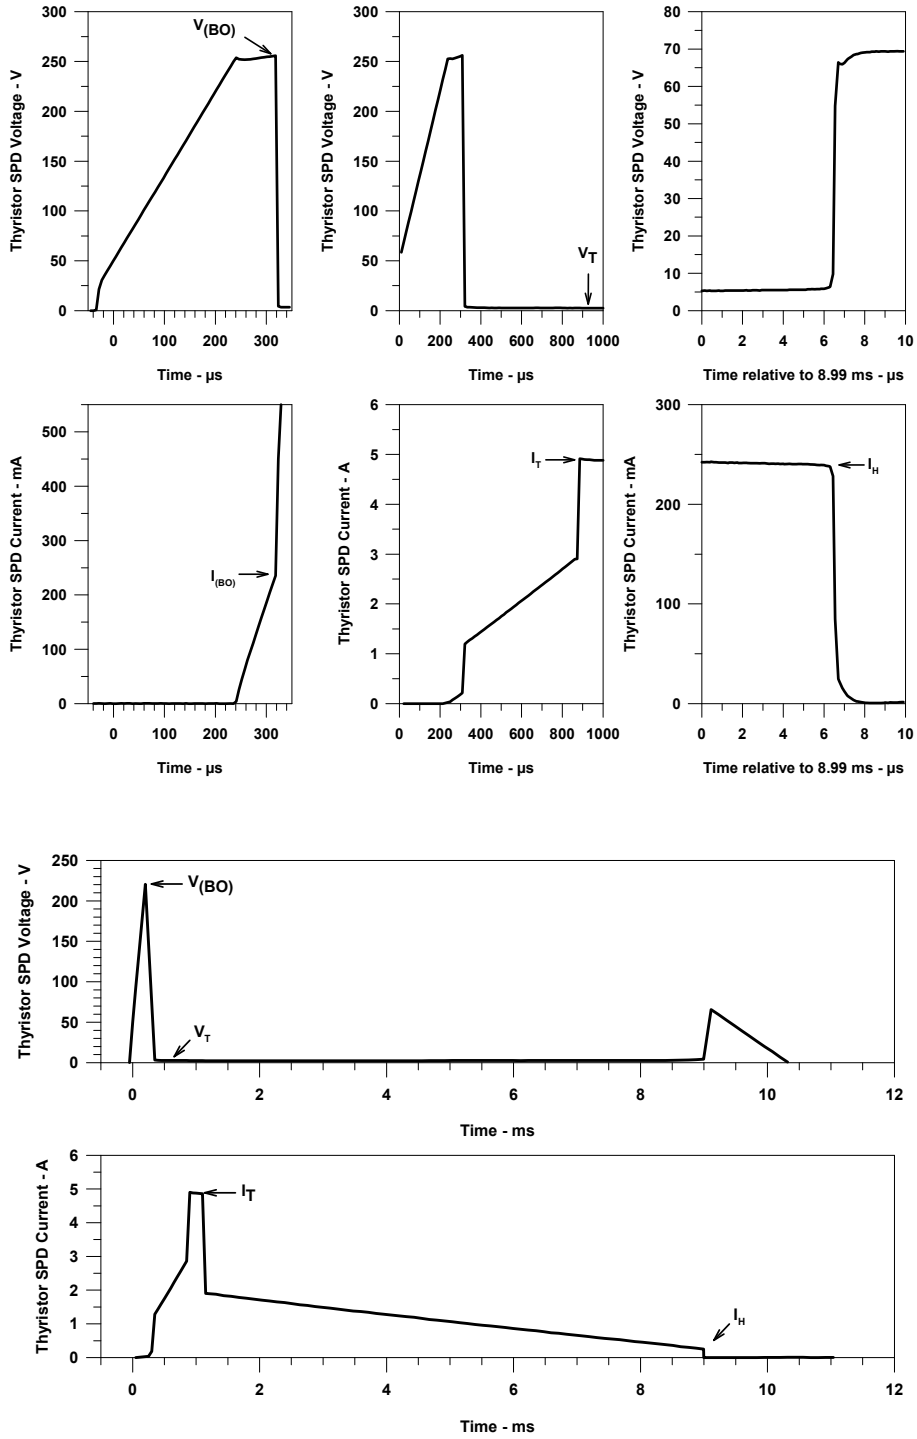 Thyristor SPD Voltage - V
300
250
200
150
100
50
0
V(BO)
0 100 200 300
Time - µs
Thyristor SPD Voltage - V
300
250
200
150
100
50
0
VT
0 200 400 600 800 1000
Time - µs
Thyristor SPD Voltage - V
80
70
60
50
40
30
20
10
0
0 2 4 6 8 10
Time relative to 8.99 ms - µs
Thyristor SPD Current - mA
500
400
300
200
100
0
I(BO)
0 100 200 300
Time - µs
Thyristor SPD Current - A
6
5
4
3
2
1
0
IT
0 200 400 600 800 1000
Time - µs
Thyristor SPD Current - mA
300
200
100
0
IH
0 2 4 6 8 10
Time relative to 8.99 ms - µs
Thyristor SPD Voltage - V
250
200
150
100
50
0
V(BO)
VT
0 2 4 6 8 10 12
Time - ms
Thyristor SPD Current - A
6
5
4
3
2
1
0
IT
IH
0 2 4 6 8 10 12
Time - ms